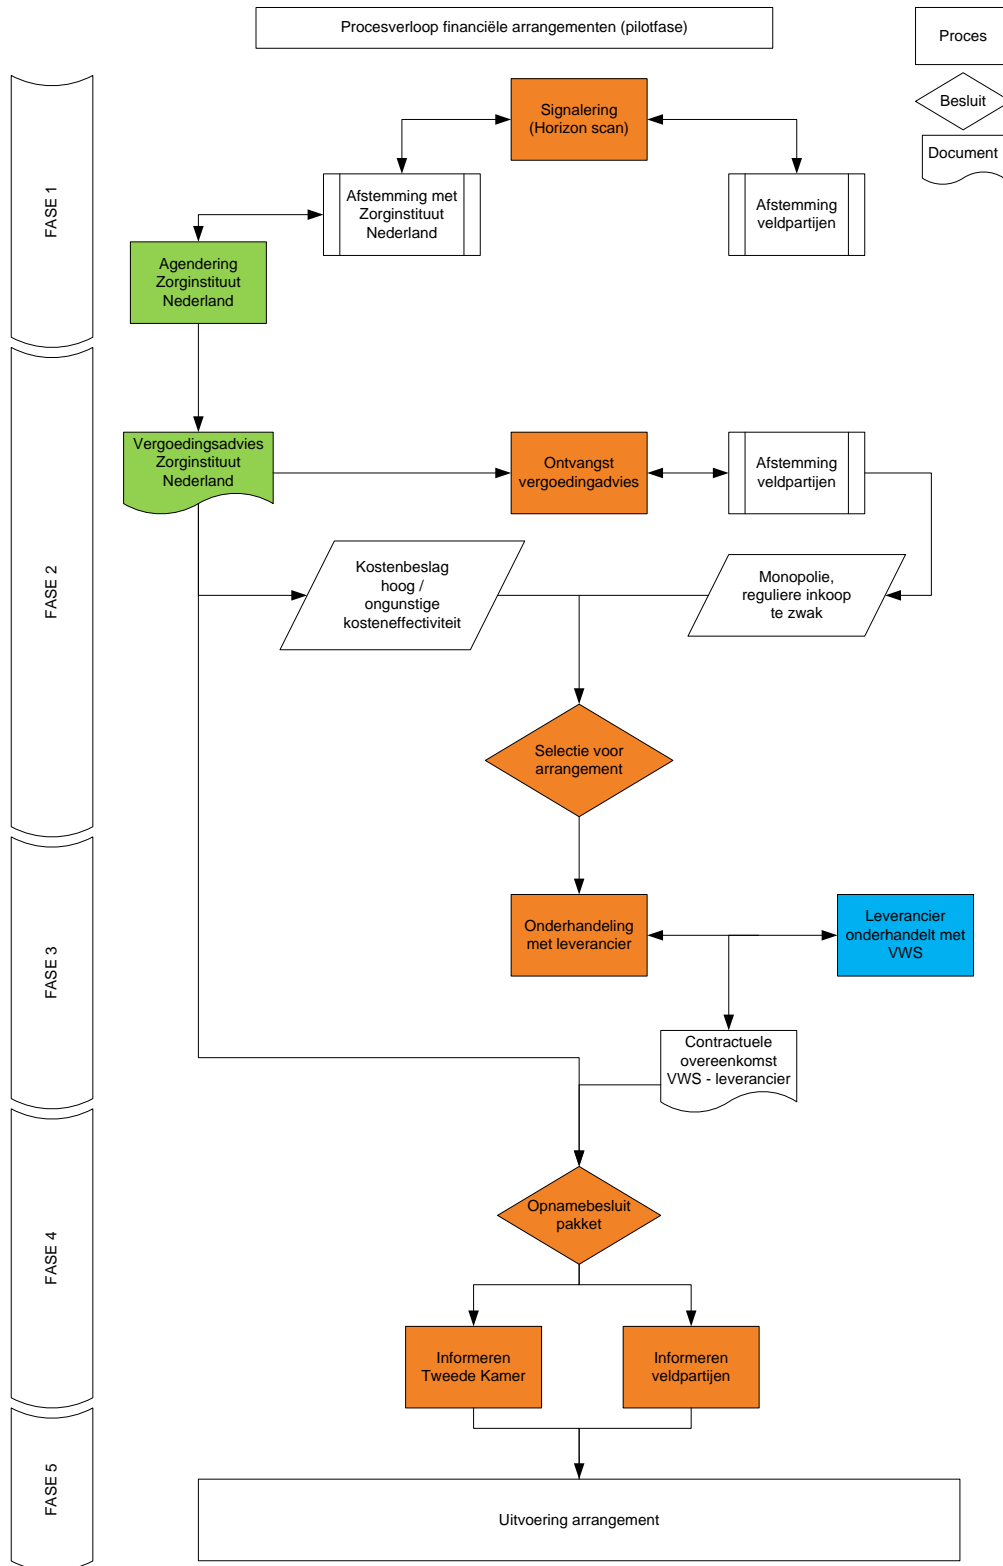 Procesverloop financiële arrangementen (pilotfase)
Proces
Besluit
Document
FASE 1
Signalering
(Horizon scan)
Afstemming met
Zorginstituut
Nederland
Afstemming
veldpartijen
Agendering
Zorginstituut
Nederland
FASE 2
Vergoedingsadvies
Zorginstituut
Nederland
Ontvangst
vergoedingadvies
Afstemming
veldpartijen
Kostenbeslag
hoog /
ongunstige
kosteneffectiviteit
Monopolie,
reguliere inkoop
te zwak
Selectie voor
arrangement
FASE 3
Onderhandeling
met leverancier
Leverancier
onderhandelt met
VWS
Contractuele
overeenkomst
VWS - leverancier
FASE 4
Opnamebesluit
pakket
Informeren
Tweede Kamer
Informeren
veldpartijen
FASE 5
Uitvoering arrangement